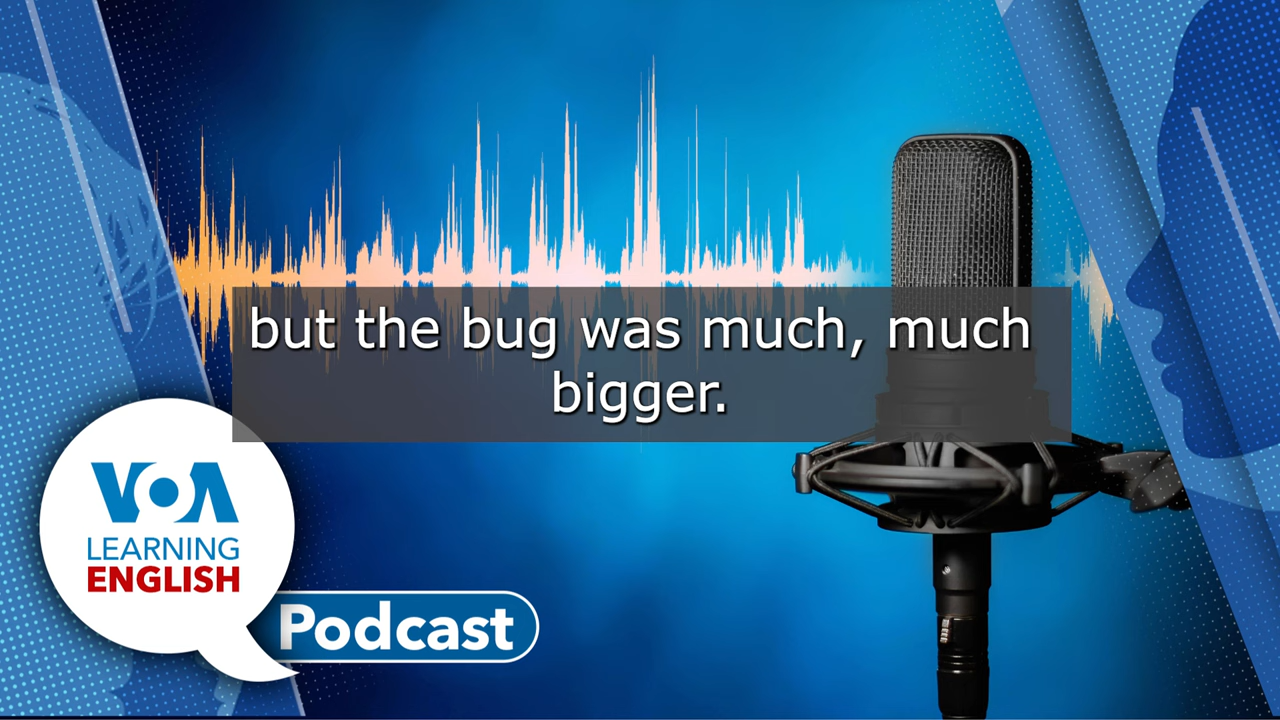 but the bug was much, much
bigger.
VOA
LEARNING
ENGLISH
Podcast